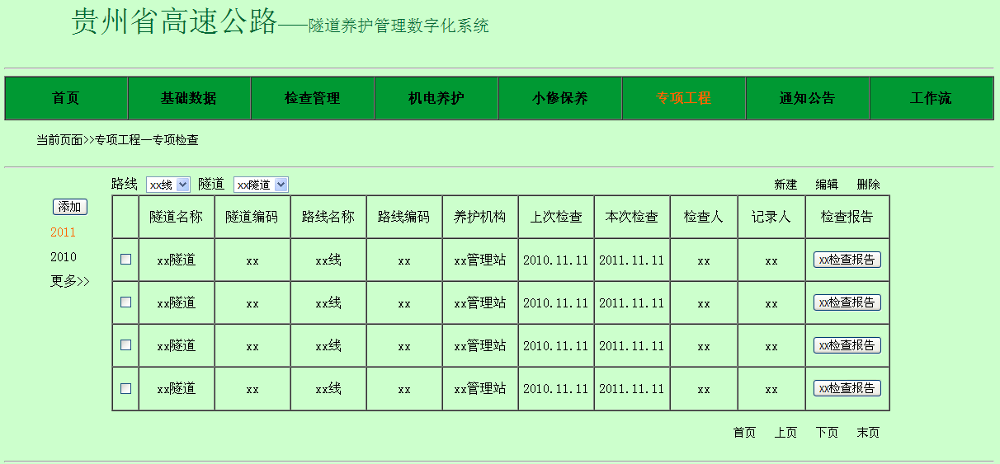 贵州省高速公路——隧道养护管理数字化系统
首页 基础数据 检查管理 机电养护 小修保养 专项工程 通知公告 工作流
当前页面>>专项工程—专项检查
路线 xx线 隧道 xx隧道 新建 编辑 删除
添加
2011
2010
更多>>
隧道名称 隧道编码 路线名称 路线编码 养护机构 上次检查 本次检查 检查人 记录人 检查报告
xx隧道 xx xx线 xx xx管理站 2010.11.11 2011.11.11 xx xx xx检查报告
xx隧道 xx xx线 xx xx管理站 2010.11.11 2011.11.11 xx xx xx检查报告
xx隧道 xx xx线 xx xx管理站 2010.11.11 2011.11.11 xx xx xx检查报告
xx隧道 xx xx线 xx xx管理站 2010.11.11 2011.11.11 xx xx xx检查报告
首页 上页 下页 末页